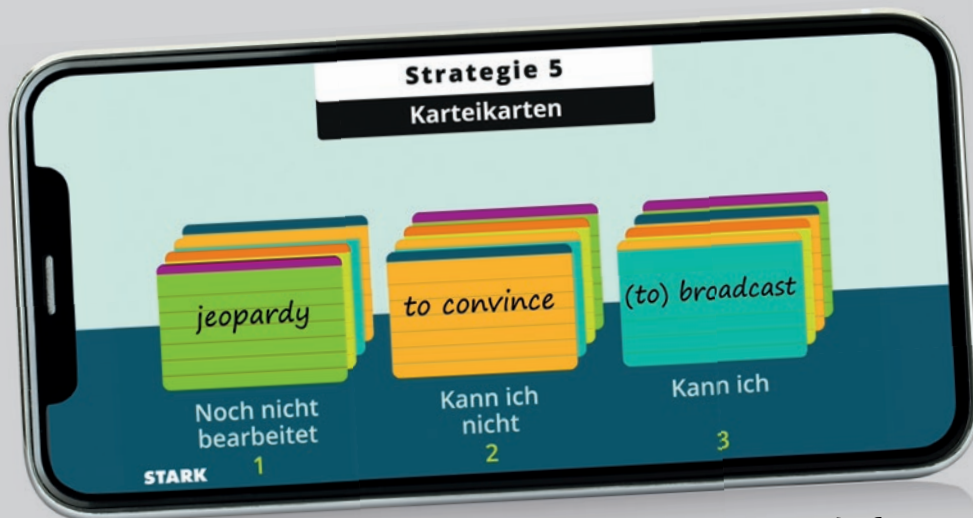 Strategie 5
Karteikarten
jeopardy
to convince
(to) broadcast
Noch nicht
bearbeitet
1
Kann ich
nicht
2
Kann ich
3
STARK